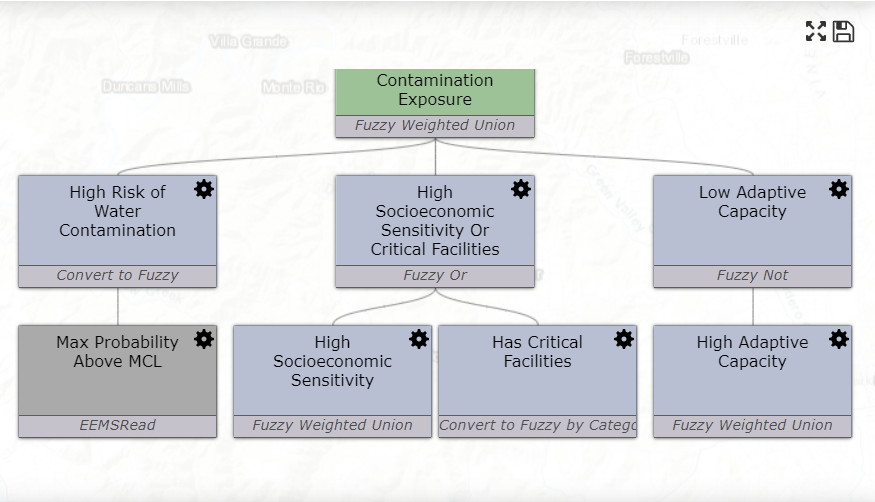 Villa Grande
Forestville
Forestville
Duncans Mills
Monte Rio
Contamination
Exposure
Fuzzy Weighted Union
High Risk of
Water
Contamination
Convert to Fuzzy
High
Socioeconomic
Sensitivity Or
Critical Facilities
Fuzzy Or
Low Adaptive
Capacity
Fuzzy Not
Green Valley
Max Probability
Above MCL
EEMSRead
High
Socioeconomic
Sensitivity
Fuzzy Weighted Union
Has Critical
Facilities
Convert to Fuzzy by Catego
High Adaptive
Capacity
Fuzzy Weighted Union